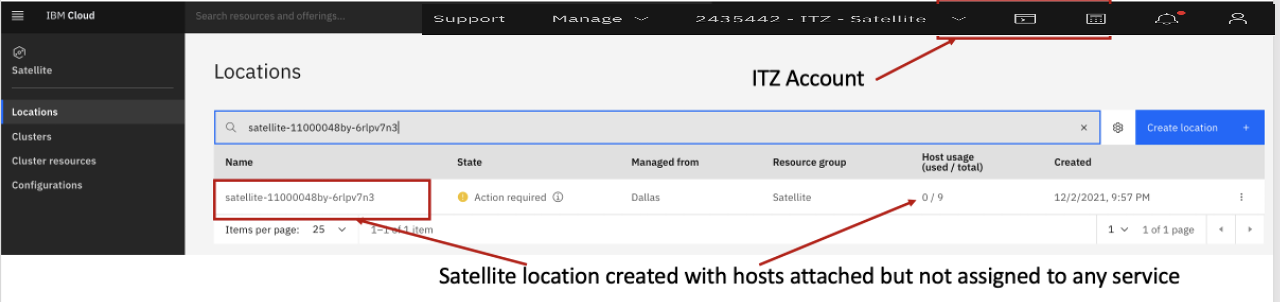 IBM Cloud
Search resources and offerings...
Support Manage 2435442 - ITZ - Satellite
Satellite
Locations
Clusters
Cluster resources
Configurations
Locations
ITZ Account
satellite-11000048by-6rlpv7n3
Create location +
Name State Managed from Resource group Host usage (used / total) Created
satellite-11000048by-6rlpv7n3 Action required Dallas Satellite 0 / 9 12/2/2021, 9:57 PM
Items per page: 25 1–1 of 1 item 1 1 of 1 page
Satellite location created with hosts attached but not assigned to any service